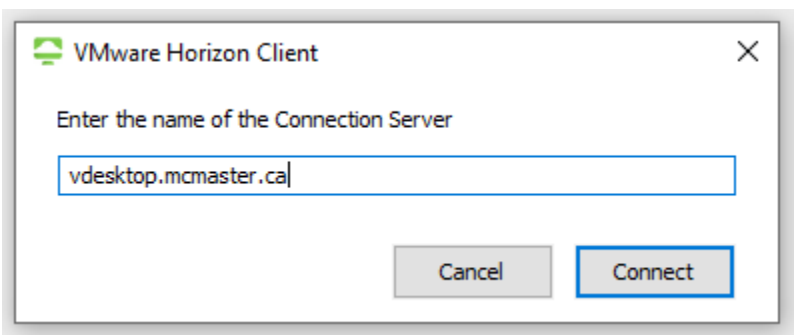 VMware Horizon Client
Enter the name of the Connection Server
vdesktop.mcmaster.ca
Cancel Connect